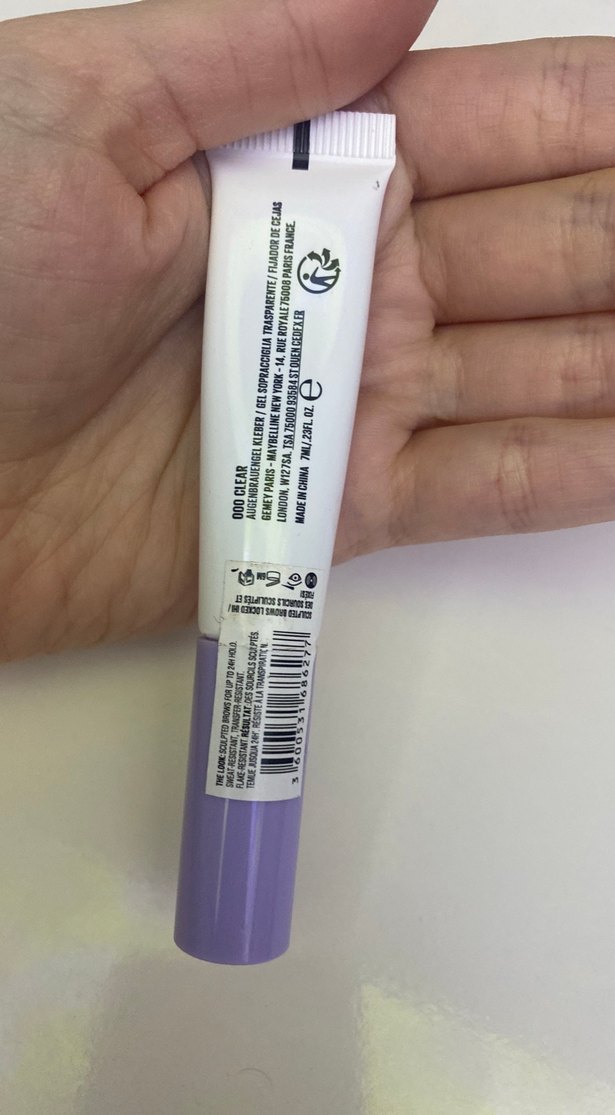 000 CLEAR
AUGENBRAUENGEL KLEBER / GEL SOPRACCIGLIA TRASPARENTE / FIJADOR DE CEJAS
GEMEY PARIS - MAYBELLINE NEW YORK - 14, RUE ROYALE 75008 PARIS FRANCE.
LONDON, W127SA. TSA 75000 93584 ST OUEN CEDEX FR
MADE IN CHINA 7ML/.23FL. OZ. e
SCULPTED BROWS LOCKED IN! /
DES SOURCILS SCULPTÉS ET
FIXÉS!
6M
THE LOOK: SCULPTED BROWS FOR UP TO 24H HOLD.
SWEAT-RESISTANT, TRANSFER-RESISTANT.
FLAKE-RESISTANT. RÉSULTAT: DES SOURCILS SCULPTÉS.
TENUE JUSQU'À 24H*. RÉSISTE À LA TRANSPIRATION.
3 600531 686277